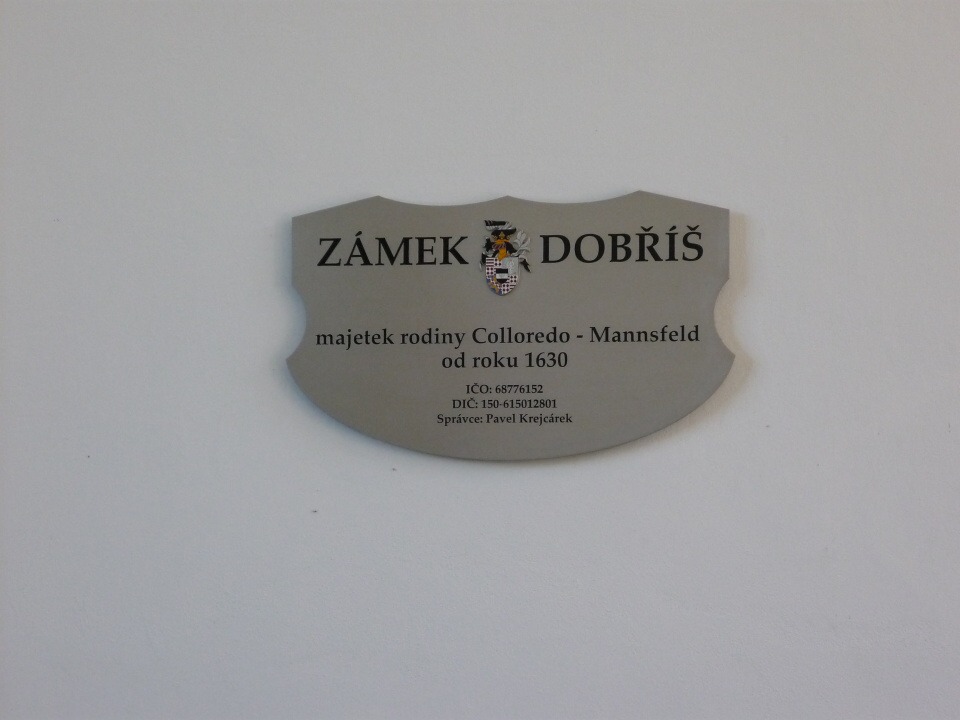 ZÁMEK DOBŘÍŠ
majetek rodiny Colloredo - Mannsfeld
od roku 1630
IČO: 68776152
DIČ: 150-615012801
Správce: Pavel Krejcárek